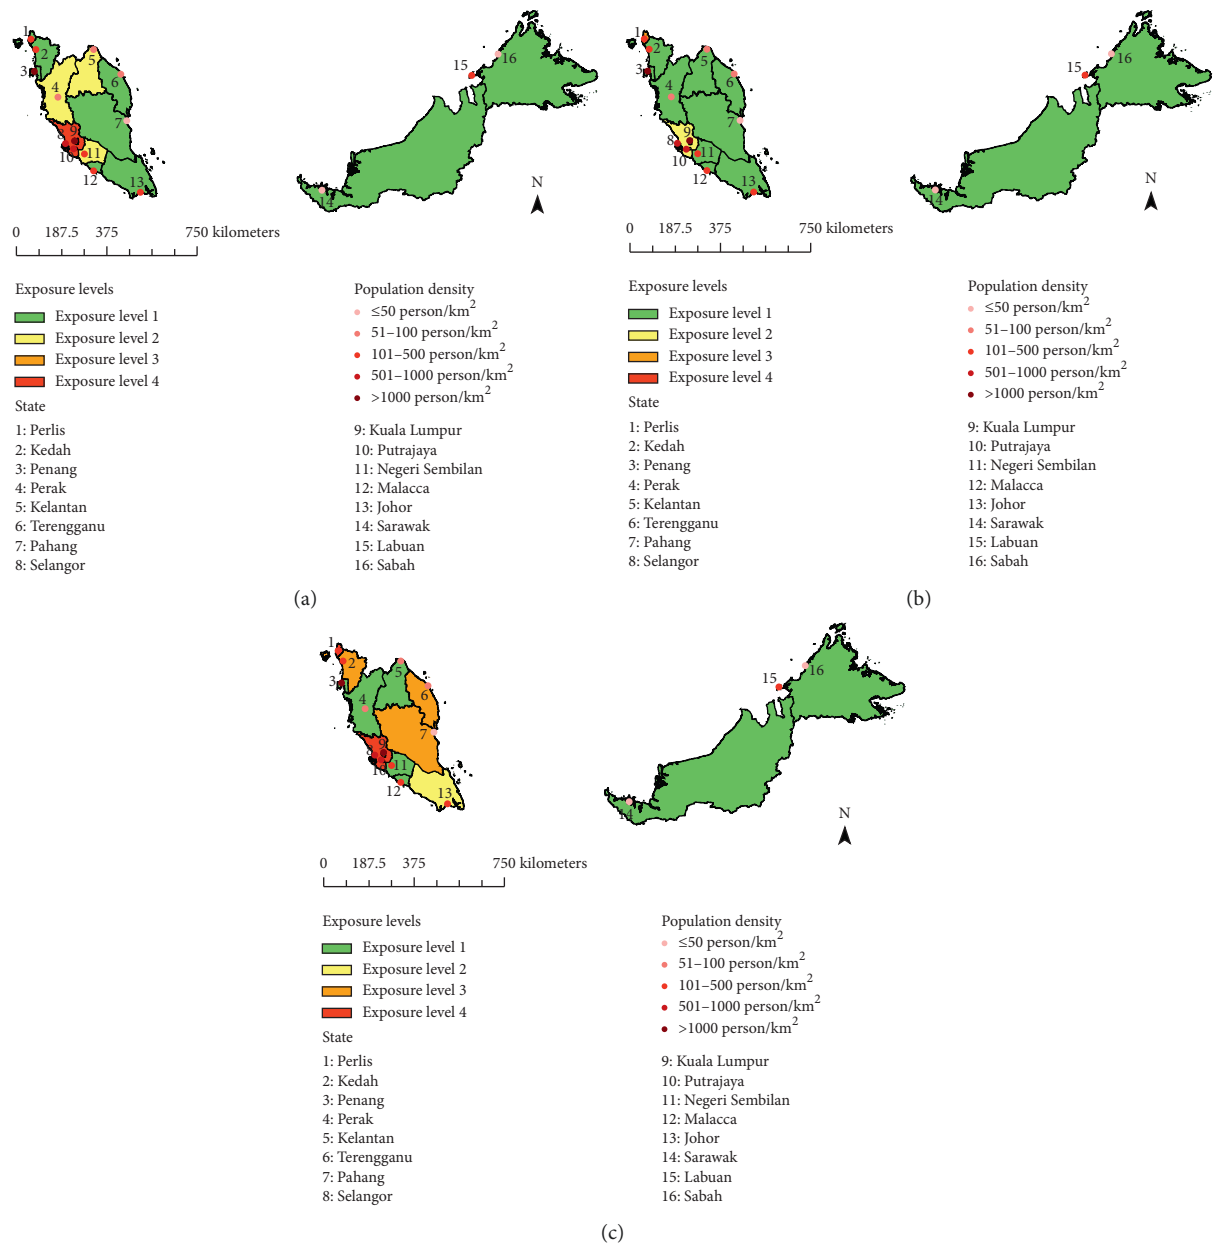 1
2
3
4
5
6
7
8
9
10
11
12
13
14
15
16
N
0 187.5 375 750 kilometers
Exposure levels
Exposure level 1
Exposure level 2
Exposure level 3
Exposure level 4
State
1: Perlis
2: Kedah
3: Penang
4: Perak
5: Kelantan
6: Terengganu
7: Pahang
8: Selangor
Population density
≤50 person/km²
51–100 person/km²
101–500 person/km²
501–1000 person/km²
>1000 person/km²
9: Kuala Lumpur
10: Putrajaya
11: Negeri Sembilan
12: Malacca
13: Johor
14: Sarawak
15: Labuan
16: Sabah
(a)
1
2
3
4
5
6
7
8
9
10
11
12
13
14
15
16
N
0 187.5 375 750 kilometers
Exposure levels
Exposure level 1
Exposure level 2
Exposure level 3
Exposure level 4
State
1: Perlis
2: Kedah
3: Penang
4: Perak
5: Kelantan
6: Terengganu
7: Pahang
8: Selangor
Population density
≤50 person/km²
51–100 person/km²
101–500 person/km²
501–1000 person/km²
>1000 person/km²
9: Kuala Lumpur
10: Putrajaya
11: Negeri Sembilan
12: Malacca
13: Johor
14: Sarawak
15: Labuan
16: Sabah
(b)
1
2
3
4
5
6
7
8
9
10
11
12
13
14
15
16
N
0 187.5 375 750 kilometers
Exposure levels
Exposure level 1
Exposure level 2
Exposure level 3
Exposure level 4
State
1: Perlis
2: Kedah
3: Penang
4: Perak
5: Kelantan
6: Terengganu
7: Pahang
8: Selangor
Population density
≤50 person/km²
51–100 person/km²
101–500 person/km²
501–1000 person/km²
>1000 person/km²
9: Kuala Lumpur
10: Putrajaya
11: Negeri Sembilan
12: Malacca
13: Johor
14: Sarawak
15: Labuan
16: Sabah
(c)